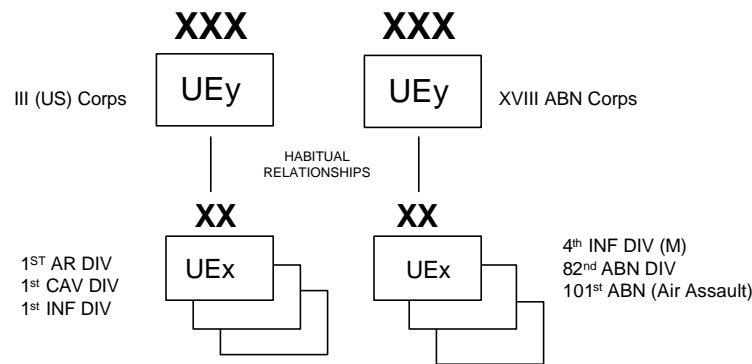 XXX
XXX
UEy
UEy
III (US) Corps
XVIII ABN Corps
HABITUAL
RELATIONSHIPS
XX
XX
UEx
UEx
1ST AR DIV
1st CAV DIV
1st INF DIV
4th INF DIV (M)
82nd ABN DIV
101st ABN (Air Assault)